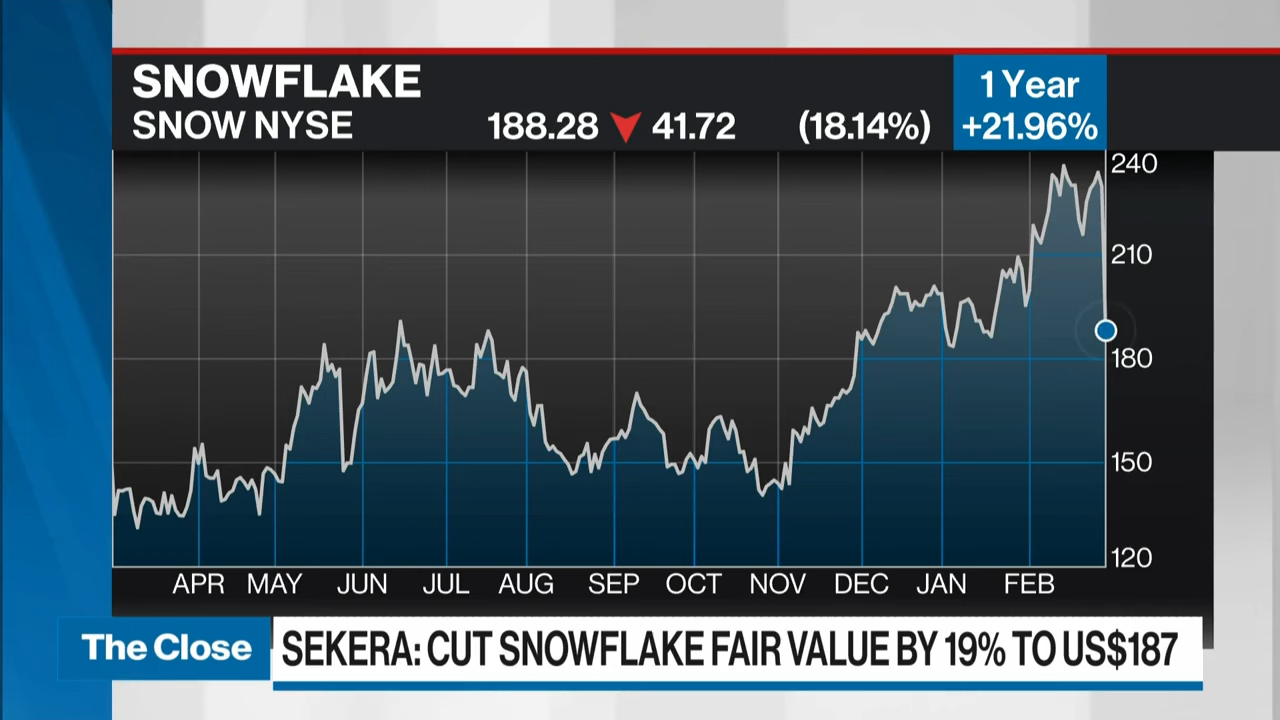 SNOWFLAKE
SNOW NYSE 188.28 ▼ 41.72 (18.14%)
1 Year
+21.96%
240
210
180
150
120
APR MAY JUN JUL AUG SEP OCT NOV DEC JAN FEB
The Close
SEKERA: CUT SNOWFLAKE FAIR VALUE BY 19% TO US$187